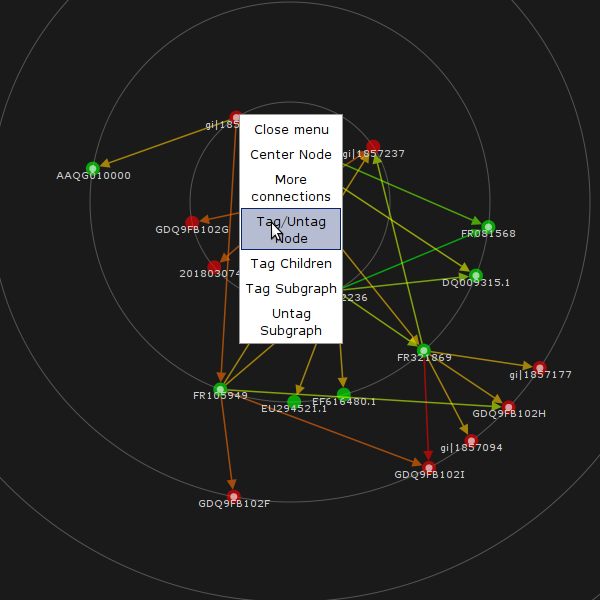 gi|185
Close menu
gi|1857237
Center Node
AAQG010000
More
connections
Tag/Untag
Node
GDQ9FB102G
FR081568
Tag Children
201803074
DQ009315.1
Tag Subgraph
2236
Untag
Subgraph
FR321869
gi|1857177
FR105949
EU294521.1
EF616480.1
GDQ9FB102H
gi|1857094
GDQ9FB102I
GDQ9FB102F